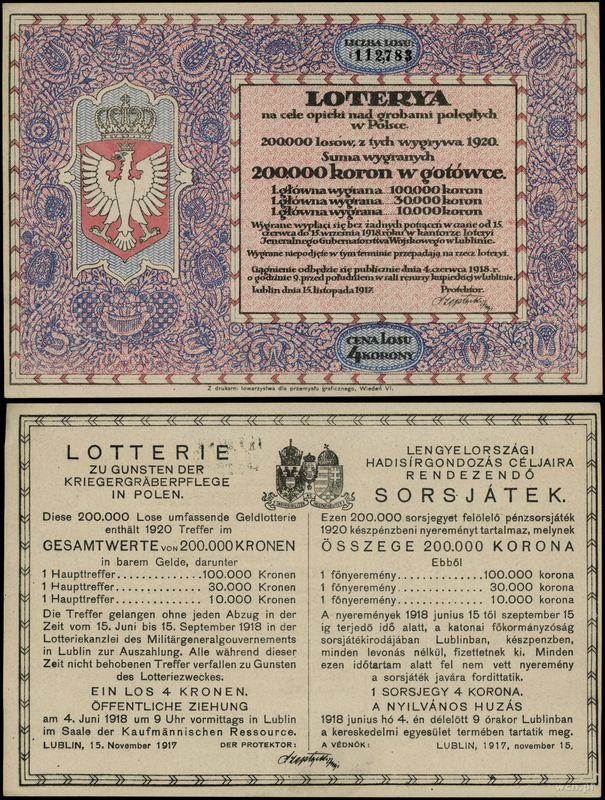 LICZBA LOSU:
112,783
LOTERYA
na cele opieki nad grobami poległych
w Polsce.
200.000 losów, z tych wygrywa 1920.
Suma wygranych
200.000 koron w gotówce.
1 główna wygrana 100.000 koron
1 główna wygrana 30.000 koron
1 główna wygrana 10.000 koron
Wygrane wypłaci się bez żadnych potrąceń w czasie od 15.
czerwca do 15. września 1918 roku w kantorze loteryi
Jeneralnego Gubernatorstwa Wojskowego w Lublinie.
Wygrane niepodjęte w tym terminie przepadają na rzecz loteryi.
Ciągnienie odbędzie się publicznie dnia 4. czerwca 1918. r.
o godzinie 9. przed południem w sali resursy kupieckiej w Lublinie.
Lublin dnia 15. listopada 1917. Protektor.
CENA LOSU
4 KORONY
Z drukarni towarzystwa dla przemysłu graficznego, Wiedeń VI.
LOTTERIE
ZU GUNSTEN DER
KRIEGERGRÄBERPFLEGE
IN POLEN.
Diese 200.000 Lose umfassende Geldlotterie
enthält 1920 Treffer im
GESAMTWERTE VON 200.000 KRONEN
in barem Gelde, darunter
1 Haupttreffer............100.000 Kronen
1 Haupttreffer............ 30.000 Kronen
1 Haupttreffer............ 10.000 Kronen
Die Treffer gelangen ohne jeden Abzug in der
Zeit vom 15. Juni bis 15. September 1918 in der
Lotteriekanzlei des Militärgeneralgouvernements
in Lublin zur Auszahlung. Alle während dieser
Zeit nicht behobenen Treffer verfallen zu Gunsten
des Lotteriezweckes.
EIN LOS 4 KRONEN.
ÖFFENTLICHE ZIEHUNG
am 4. Juni 1918 um 9 Uhr vormittags in Lublin
im Saale der Kaufmännischen Ressource.
LUBLIN, 15. November 1917 DER PROTEKTOR:
LENGYELORSZÁGI
HADISÍRGONDOZÁS CÉLJAIRA
RENDEZENDŐ
SORSJÁTEK.
Ezen 200.000 sorsjegyet felölelő pénzsorsjáték
1920 készpénzbeni nyereményt tartalmaz, melynek
ÖSSZEGE 200.000 KORONA
Ebből
1 főnyeremény............100.000 korona
1 főnyeremény............ 30.000 korona
1 főnyeremény............ 10.000 korona
A nyeremények 1918 junius 15 től szeptember 15
ig terjedő idő alatt, a katonai főkormányzóság
sorsjátékirodájában Lublinban, készpenzben,
minden levonás nélkül, fizettetnek ki. Minden
ezen időtartam alatt fel nem vett nyeremény
a sorsjáték javára fordittatik.
1 SORSJEGY 4 KORONA.
A NYILVÁNOS HUZÁS
1918 junius hó 4. én délelött 9 órakor Lublinban
a kereskedelmi egyesület termében tartatik meg.
A VÉDNÖK: LUBLIN, 1917, november 15.
wcn.pl